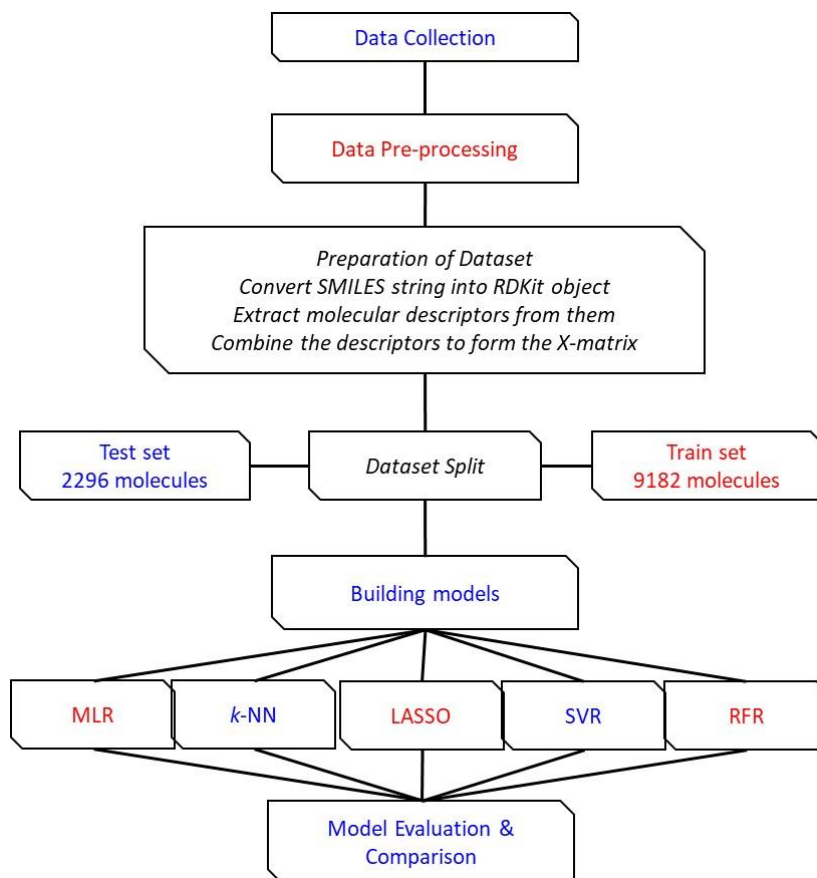 Data Collection
Data Pre-processing
Preparation of Dataset
Convert SMILES string into RDKit object
Extract molecular descriptors from them
Combine the descriptors to form the X-matrix
Test set
2296 molecules
Dataset Split
Train set
9182 molecules
Building models
MLR
k-NN
LASSO
SVR
RFR
Model Evaluation &
Comparison